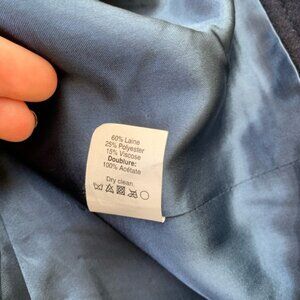 60% Laine
25% Polyester
15% Viscose
Doublure:
100% Acétate
Dry clean